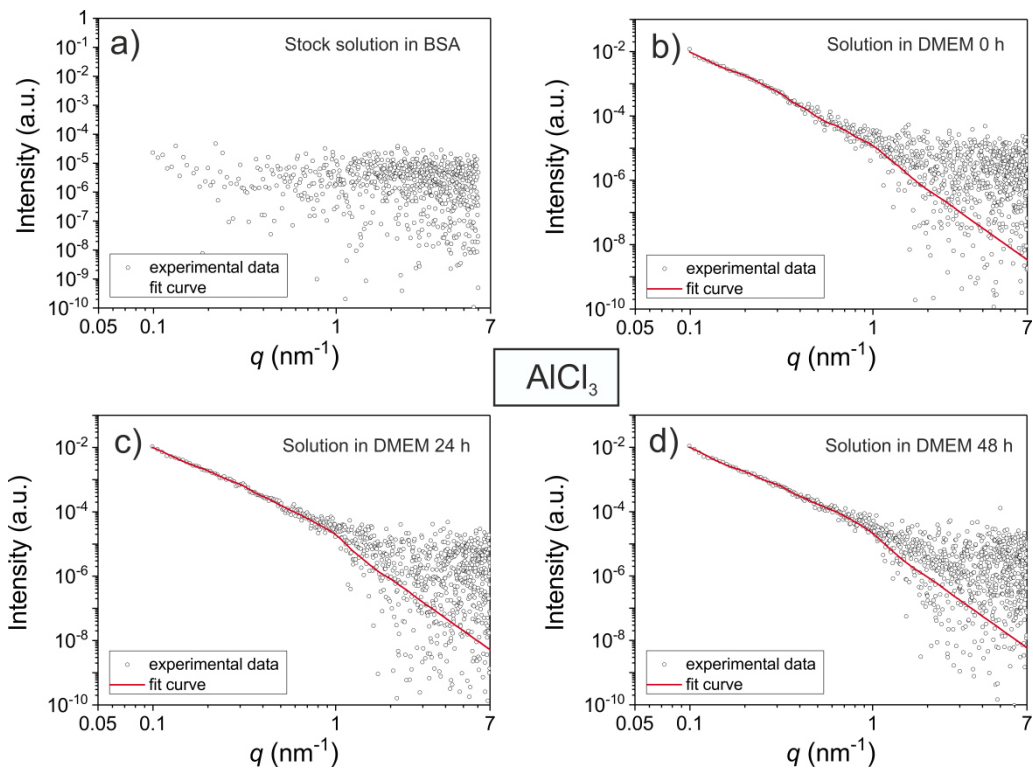 a)
Stock solution in BSA
Intensity (a.u.)
1
10⁻¹
10⁻²
10⁻³
10⁻⁴
10⁻⁵
10⁻⁶
10⁻⁷
10⁻⁸
10⁻⁹
10⁻¹⁰
experimental data
fit curve
0.05 0.1 1 7
q (nm⁻¹)
b)
Solution in DMEM 0 h
Intensity (a.u.)
10⁻²
10⁻⁴
10⁻⁶
10⁻⁸
10⁻¹⁰
experimental data
fit curve
0.05 0.1 1 7
q (nm⁻¹)
AlCl₃
c)
Solution in DMEM 24 h
Intensity (a.u.)
10⁻²
10⁻⁴
10⁻⁶
10⁻⁸
10⁻¹⁰
experimental data
fit curve
0.05 0.1 1 7
q (nm⁻¹)
d)
Solution in DMEM 48 h
Intensity (a.u.)
10⁻²
10⁻⁴
10⁻⁶
10⁻⁸
10⁻¹⁰
experimental data
fit curve
0.05 0.1 1 7
q (nm⁻¹)